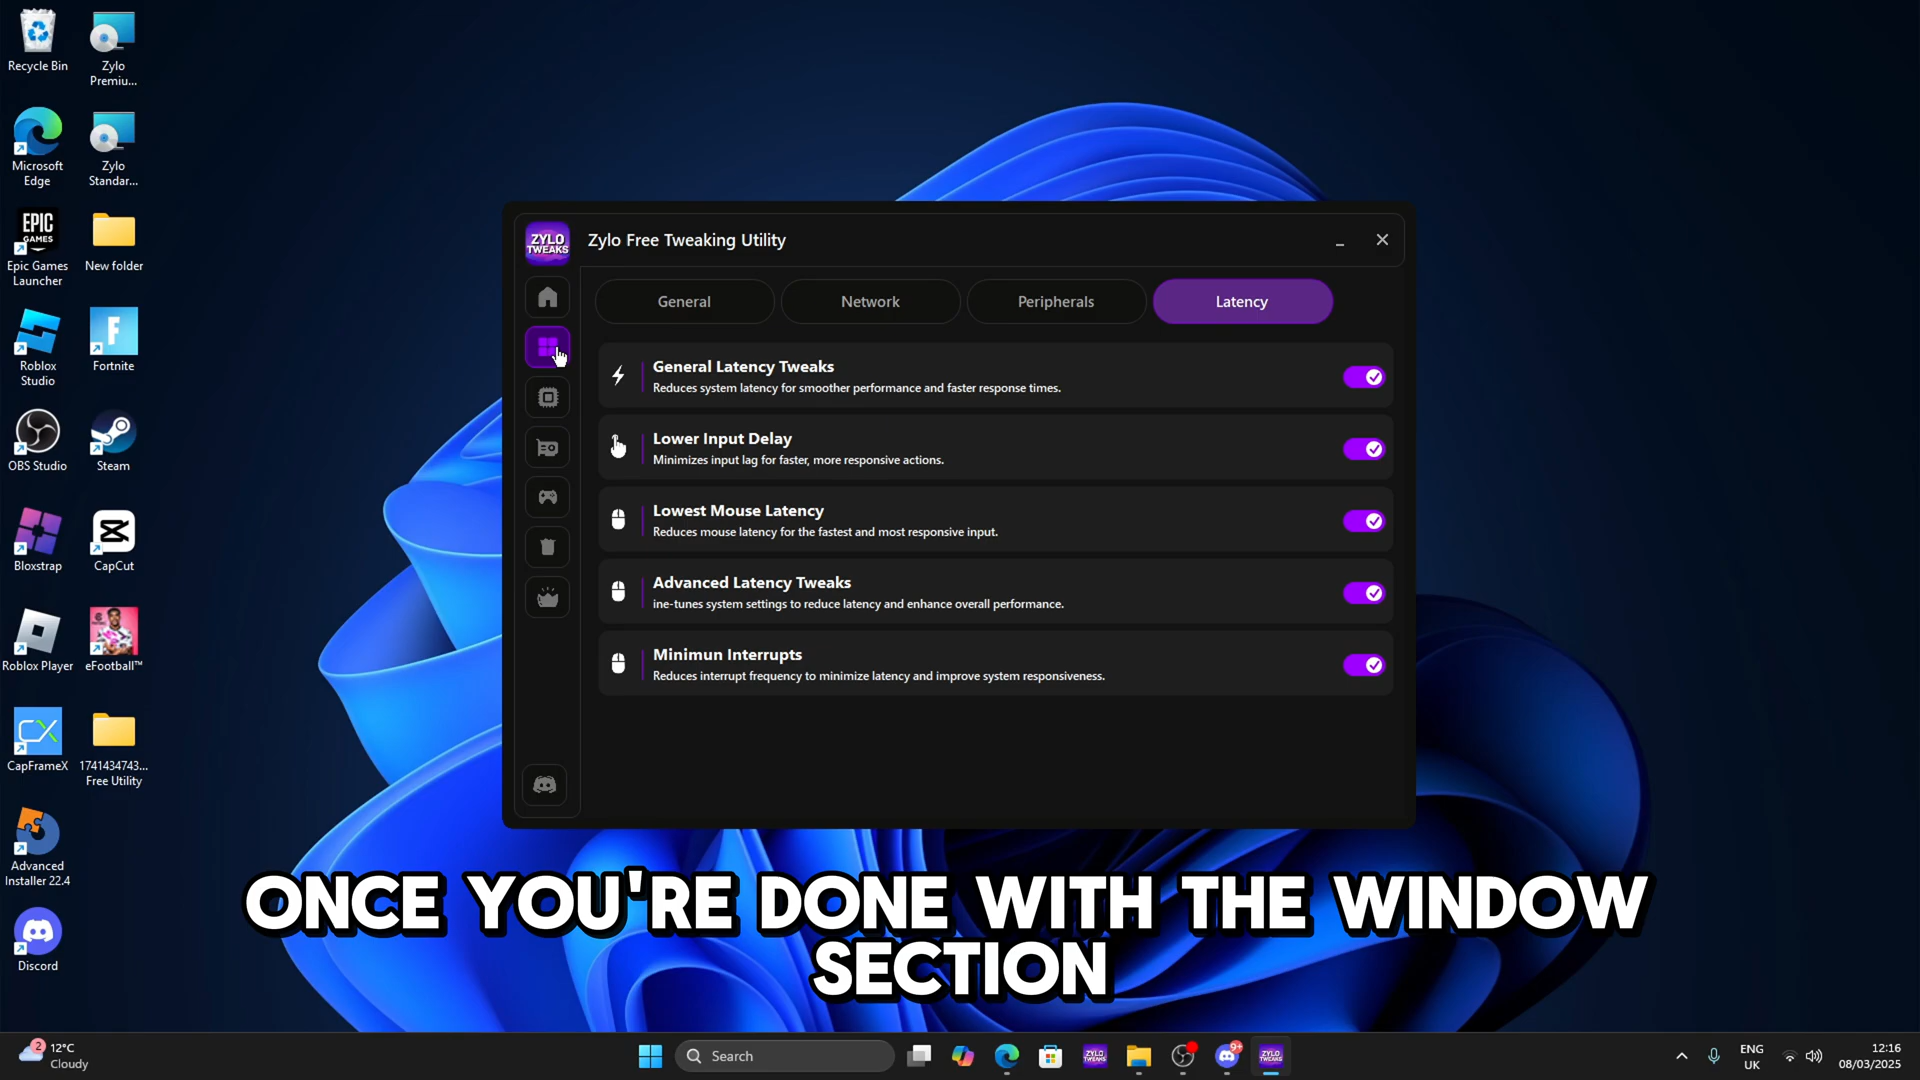 Recycle Bin
Zylo
Premiu...
Microsoft
Edge
Zylo
Standar...
EPIC
GAMES
Epic Games
Launcher
New folder
Roblox
Studio
Fortnite
OBS Studio
Steam
Bloxstrap
CapCut
Roblox Player
eFootball™
CapFrameX
1741434743...
Free Utility
Advanced
Installer 22.4
Discord
ZYLO
TWEAKS
Zylo Free Tweaking Utility
General
Network
Peripherals
Latency
General Latency Tweaks
Reduces system latency for smoother performance and faster response times.
Lower Input Delay
Minimizes input lag for faster, more responsive actions.
Lowest Mouse Latency
Reduces mouse latency for the fastest and most responsive input.
Advanced Latency Tweaks
ine-tunes system settings to reduce latency and enhance overall performance.
Minimun Interrupts
Reduces interrupt frequency to minimize latency and improve system responsiveness.
ONCE YOU'RE DONE WITH THE WINDOW
SECTION
2
12°C
Cloudy
Search
ZYLO
TWEAKS
9+
ZYLO
TWEAKS
ENG
UK
12:16
08/03/2025